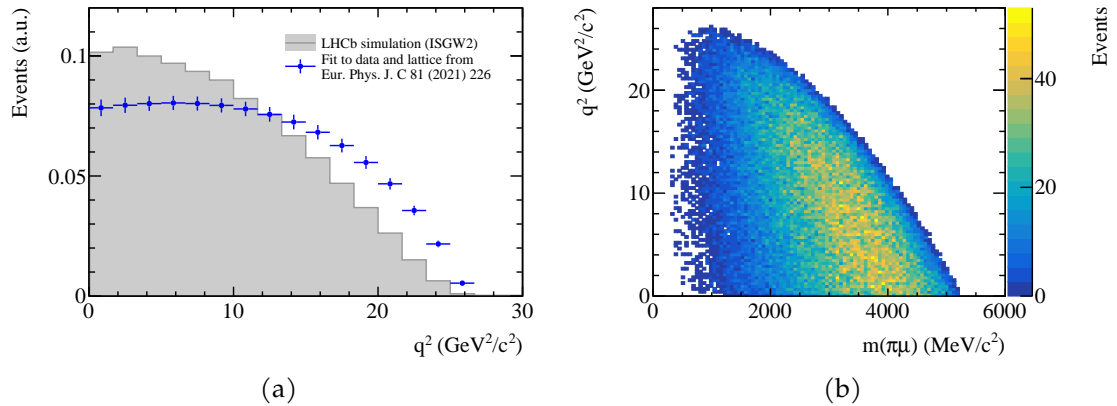 Events (a.u.)
0.1
0.05
0
0 10 20 30
q² (GeV²/c²)
LHCb simulation (ISGW2)
Fit to data and lattice from
Eur. Phys. J. C 81 (2021) 226
(a)
q² (GeV²/c²)
20
10
0
0 2000 4000 6000
m(πμ) (MeV/c²)
Events
40
20
0
(b)